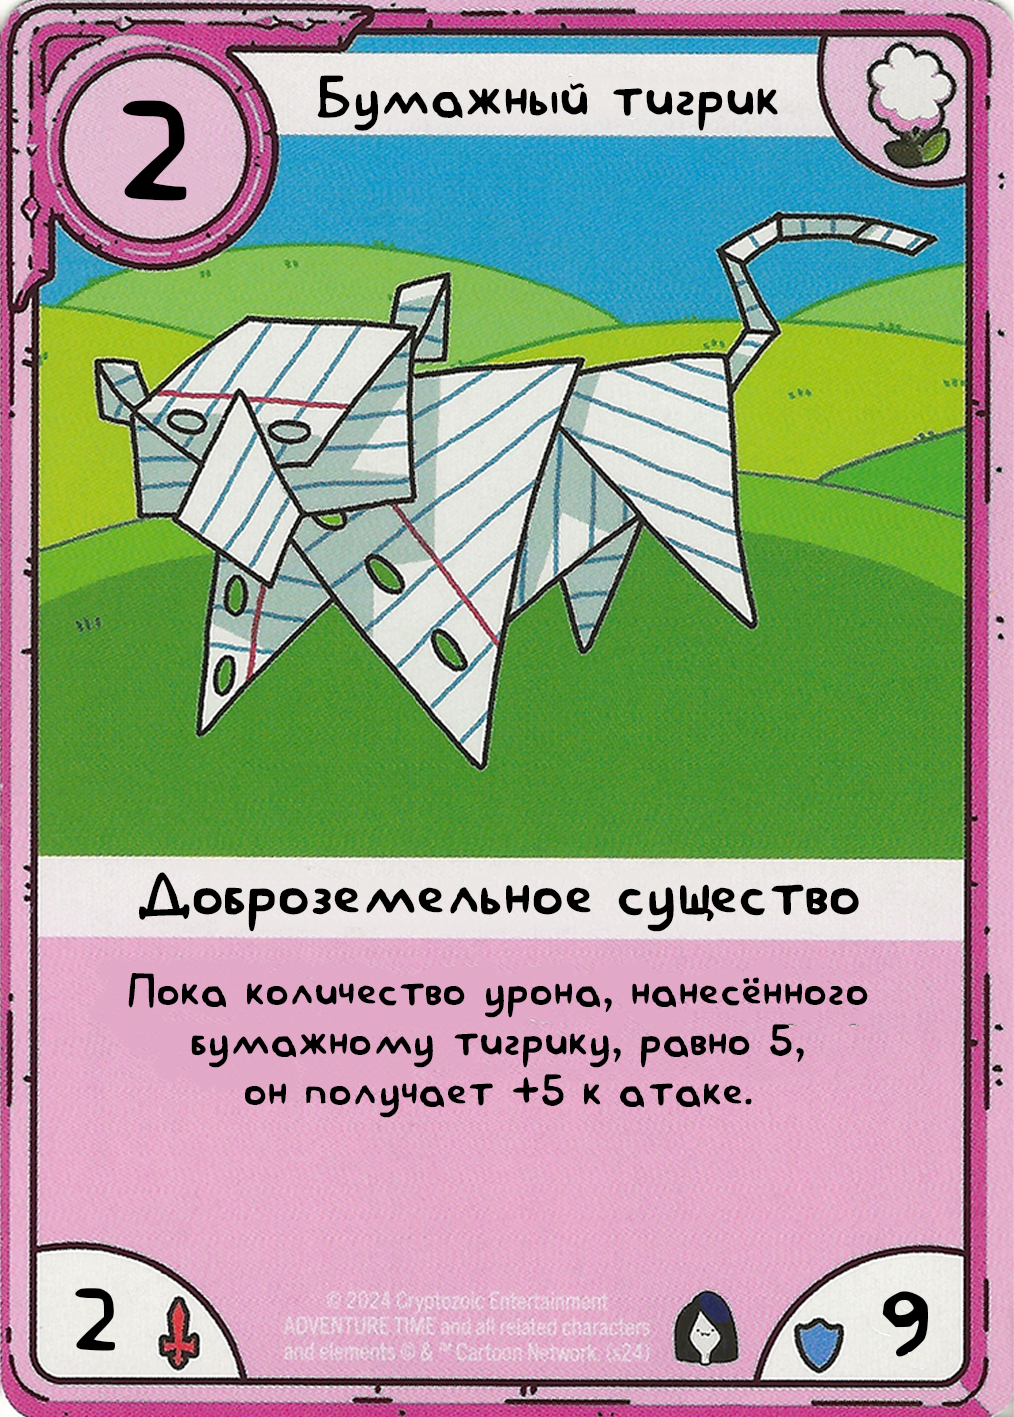 2
Бумажный тигрик
Доброземельное существо
Пока количество урона, нанесённого
бумажному тигрику, равно 5,
он получает +5 к атаке.
2
9
© 2024 Cryptozoic Entertainment
ADVENTURE TIME and all related characters
and elements © & ™ Cartoon Network. (s24)